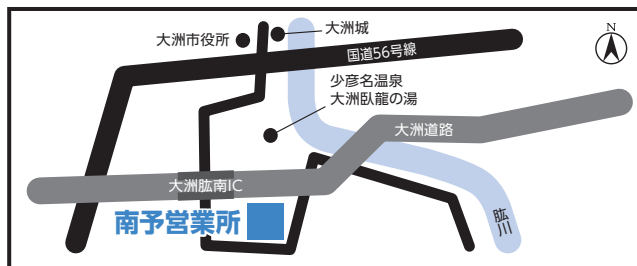 大洲城
大洲市役所
N
国道56号線
少彦名温泉
大洲臥龍の湯
大洲道路
大洲肱南IC
南予営業所
肱川